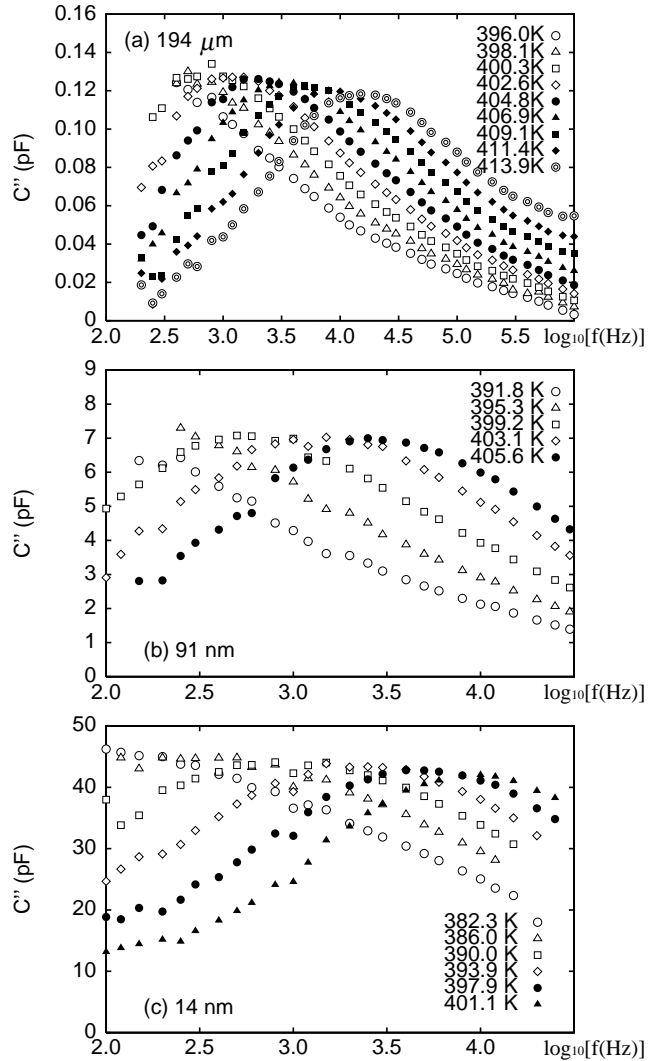 0.16
(a) 194 μm
396.0K
0.14
398.1K
400.3K
0.12
402.6K
404.8K
0.10
406.9K
409.1K
C’’ (pF)
0.08
411.4K
413.9K
0.06
0.04
0.02
0
2.0 2.5 3.0 3.5 4.0 4.5 5.0 5.5 log10[f(Hz)]
9
391.8 K
8
395.3 K
399.2 K
7
403.1 K
405.6 K
6
5
C’’ (pF)
4
3
2
1
(b) 91 nm
0
2.0 2.5 3.0 3.5 4.0 log10[f(Hz)]
50
40
30
C’’ (pF)
20
382.3 K
386.0 K
390.0 K
10
393.9 K
397.9 K
(c) 14 nm
401.1 K
0
2.0 2.5 3.0 3.5 4.0 log10[f(Hz)]